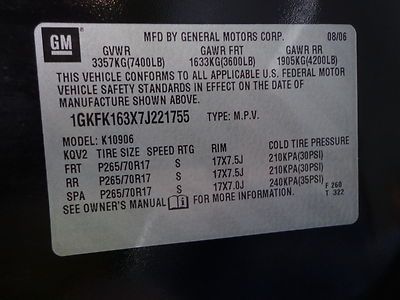 GM MFD BY GENERAL MOTORS CORP. 08/06
GVWR GAWR FRT GAWR RR
3357KG(7400LB) 1633KG(3600LB) 1905KG(4200LB)
THIS VEHICLE CONFORMS TO ALL APPLICABLE U.S. FEDERAL MOTOR
VEHICLE SAFETY STANDARDS IN EFFECT ON THE DATE OF
MANUFACTURE SHOWN ABOVE.
1GKFK163X7J221755 TYPE: M.P.V.
MODEL: K10906
KQV2 TIRE SIZE SPEED RTG RIM COLD TIRE PRESSURE
FRT P265/70R17 S 17X7.5J 210KPA(30PSI)
RR P265/70R17 S 17X7.5J 210KPA(30PSI)
SPA P265/70R17 S 17X7.0J 240KPA(35PSI)
SEE OWNER'S MANUAL FOR MORE INFORMATION. F 260
T 322